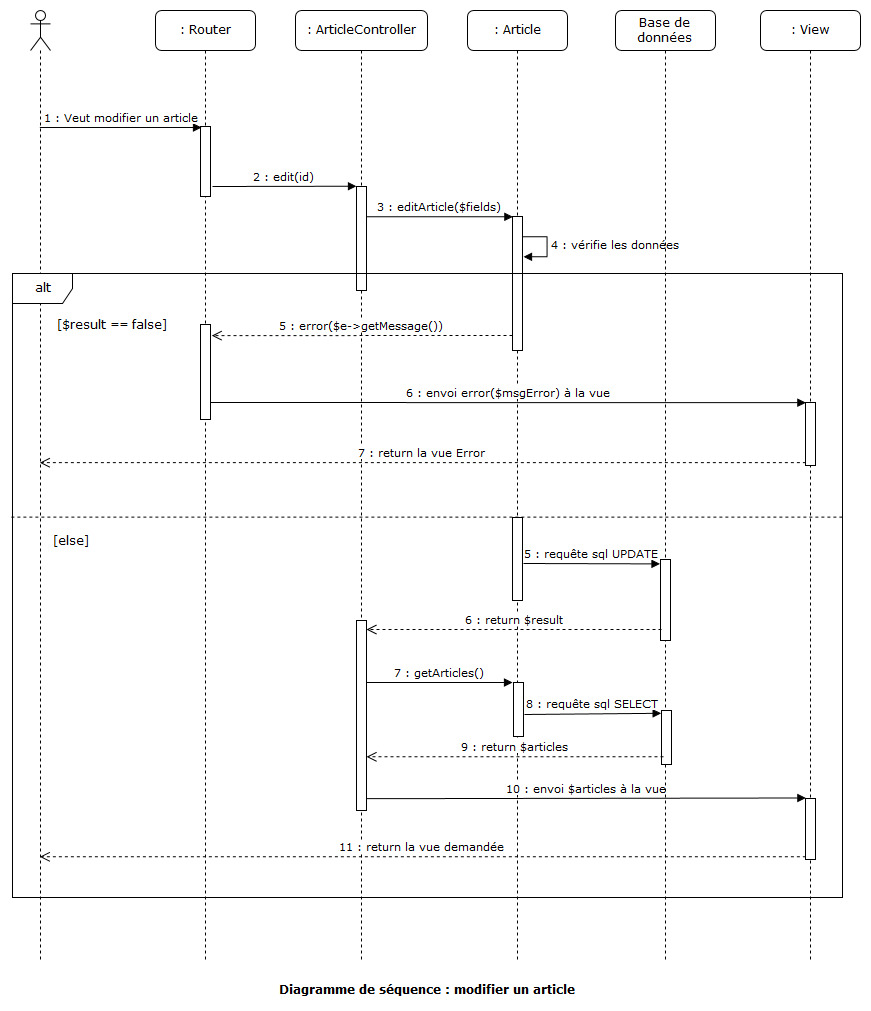 : Router
: ArticleController
: Article
Base de
données
: View
1 : Veut modifier un article
2 : edit(id)
3 : editArticle($fields)
4 : vérifie les données
alt
[$result == false]
5 : error($e->getMessage())
6 : envoi error($msgError) à la vue
7 : return la vue Error
[else]
5 : requête sql UPDATE
6 : return $result
7 : getArticles()
8 : requête sql SELECT
9 : return $articles
10 : envoi $articles à la vue
11 : return la vue demandée
Diagramme de séquence : modifier un article